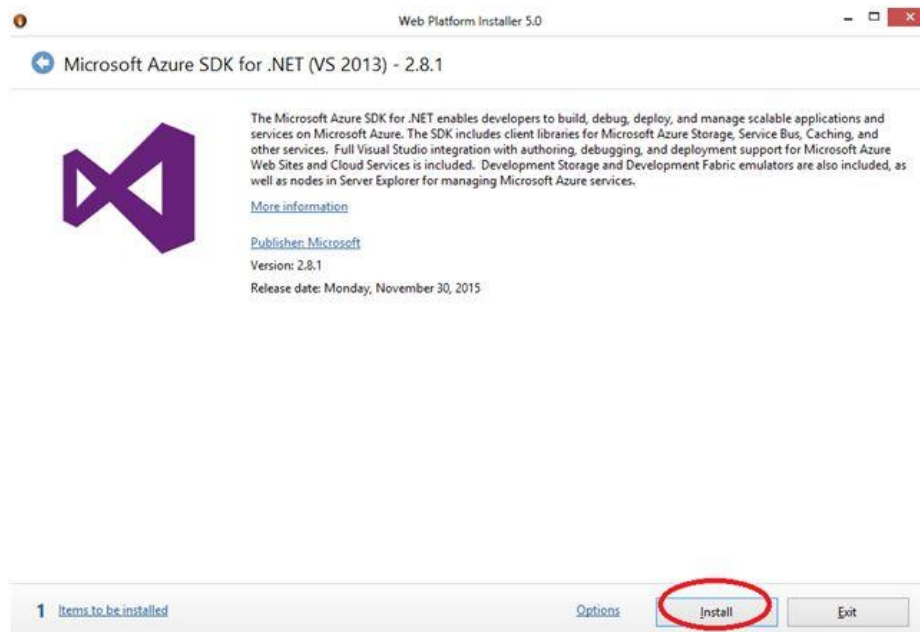 Web Platform Installer 5.0
Microsoft Azure SDK for .NET (VS 2013) - 2.8.1
The Microsoft Azure SDK for .NET enables developers to build, debug, deploy, and manage scalable applications and
services on Microsoft Azure. The SDK includes client libraries for Microsoft Azure Storage, Service Bus, Caching, and
other services. Full Visual Studio integration with authoring, debugging, and deployment support for Microsoft Azure
Web Sites and Cloud Services is included. Development Storage and Development Fabric emulators are also included, as
well as nodes in Server Explorer for managing Microsoft Azure services.
More information
Publisher: Microsoft
Version: 2.8.1
Release date: Monday, November 30, 2015
1 Items to be installed Options Install Exit